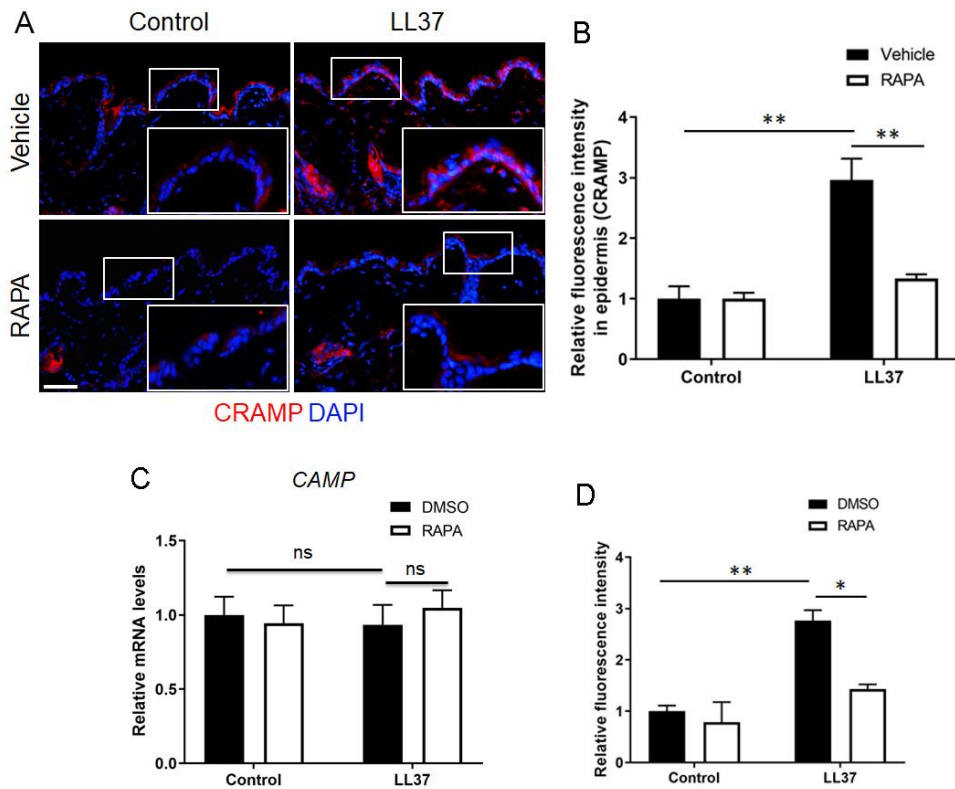 A
Control
LL37
Vehicle
RAPA
CRAMP DAPI
B
Vehicle
RAPA
Relative fluorescence intensity
in epidermis (CRAMP)
4
3
2
1
0
**
**
Control
LL37
C
CAMP
DMSO
RAPA
Relative mRNA levels
1.5
1.0
0.5
0.0
ns
ns
Control
LL37
D
DMSO
RAPA
Relative fluorescence intensity
4
3
2
1
0
**
*
Control
LL37